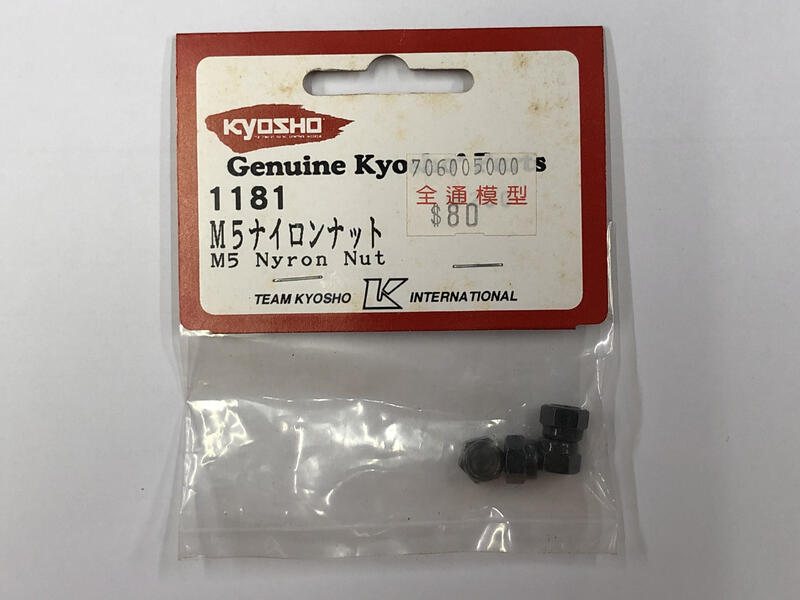 KYOSHO
Genuine Kyo s
706005000
全通模型
$80
1181
M5ナイロンナット
M5 Nyron Nut
TEAM KYOSHO K INTERNATIONAL